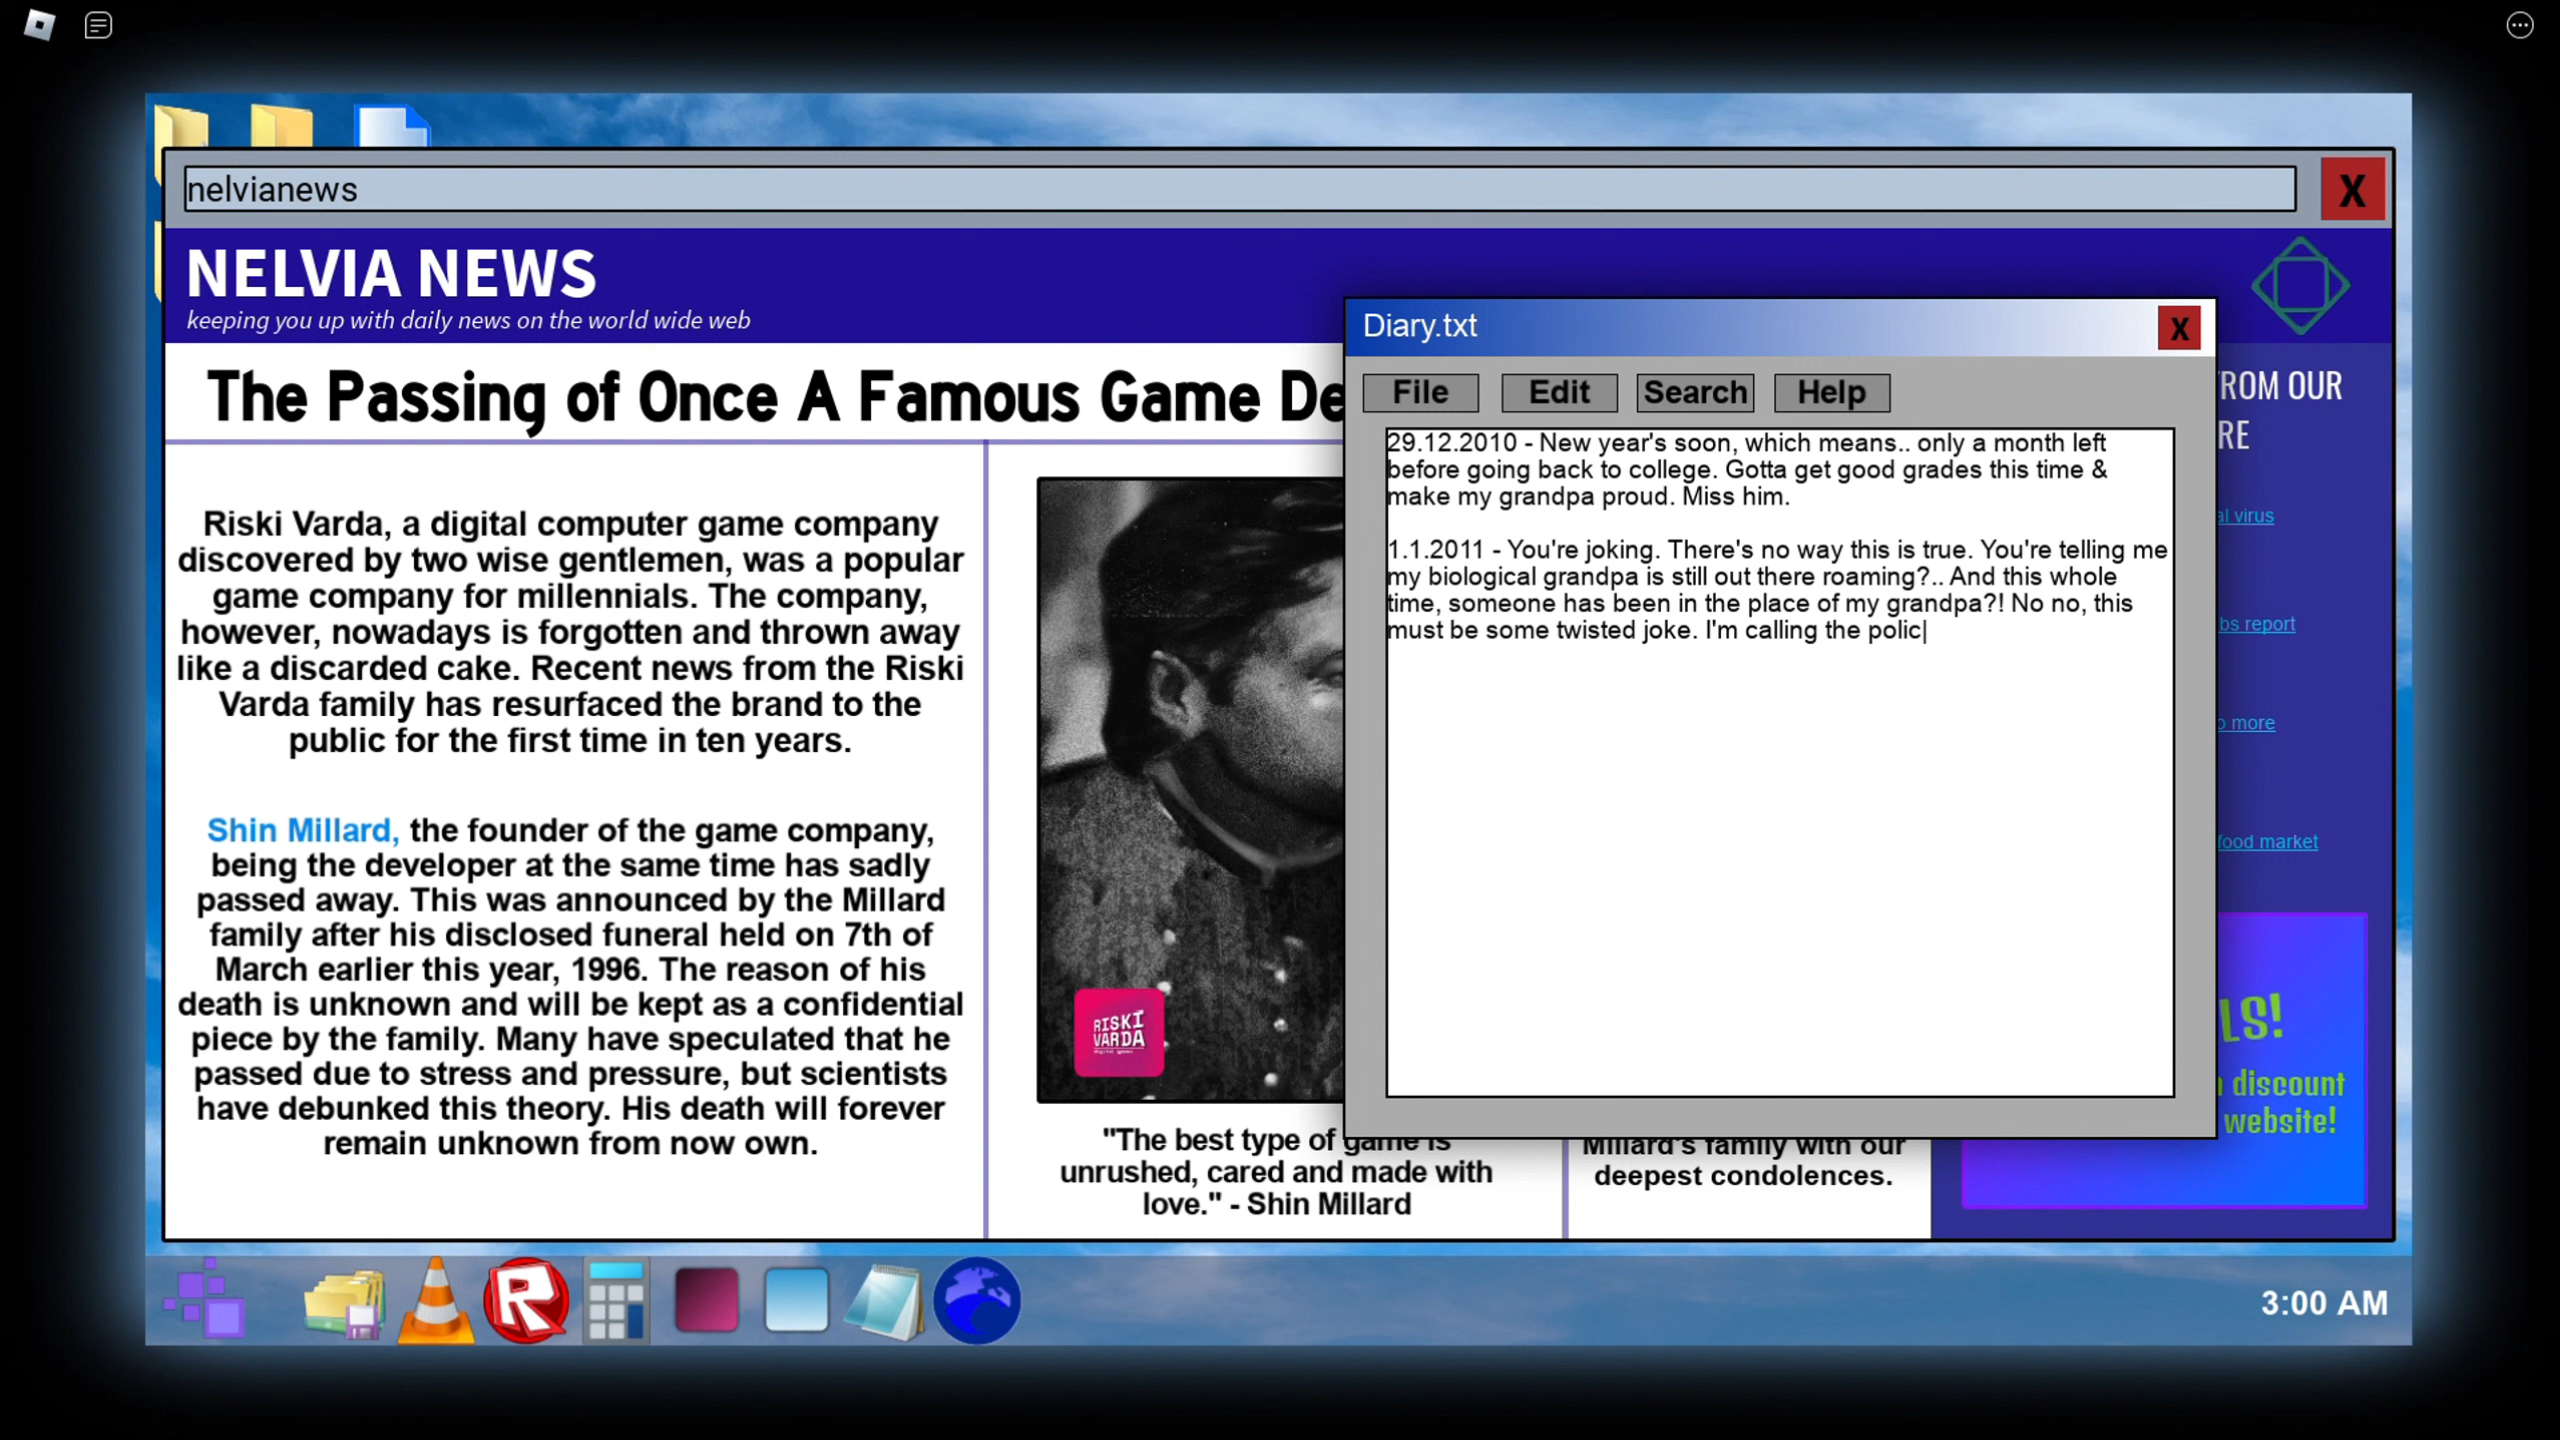 nelvianews
X
NELVIA NEWS
keeping you up with daily news on the world wide web
The Passing of Once A Famous Game De
Riski Varda, a digital computer game company
discovered by two wise gentlemen, was a popular
game company for millennials. The company,
however, nowadays is forgotten and thrown away
like a discarded cake. Recent news from the Riski
Varda family has resurfaced the brand to the
public for the first time in ten years.
Shin Millard, the founder of the game company,
being the developer at the same time has sadly
passed away. This was announced by the Millard
family after his disclosed funeral held on 7th of
March earlier this year, 1996. The reason of his
death is unknown and will be kept as a confidential
piece by the family. Many have speculated that he
passed due to stress and pressure, but scientists
have debunked this theory. His death will forever
remain unknown from now own.
RISKI
VARDA
"The best type of game is
unrushed, cared and made with
love." - Shin Millard
Millard's family with our
deepest condolences.
Diary.txt
X
File Edit Search Help
29.12.2010 - New year's soon, which means.. only a month left
before going back to college. Gotta get good grades this time &
make my grandpa proud. Miss him.
1.1.2011 - You're joking. There's no way this is true. You're telling me
my biological grandpa is still out there roaming?.. And this whole
time, someone has been in the place of my grandpa?! No no, this
must be some twisted joke. I'm calling the polic
ROM OUR
RE
al virus
bs report
o more
food market
LS!
discount
website!
3:00 AM